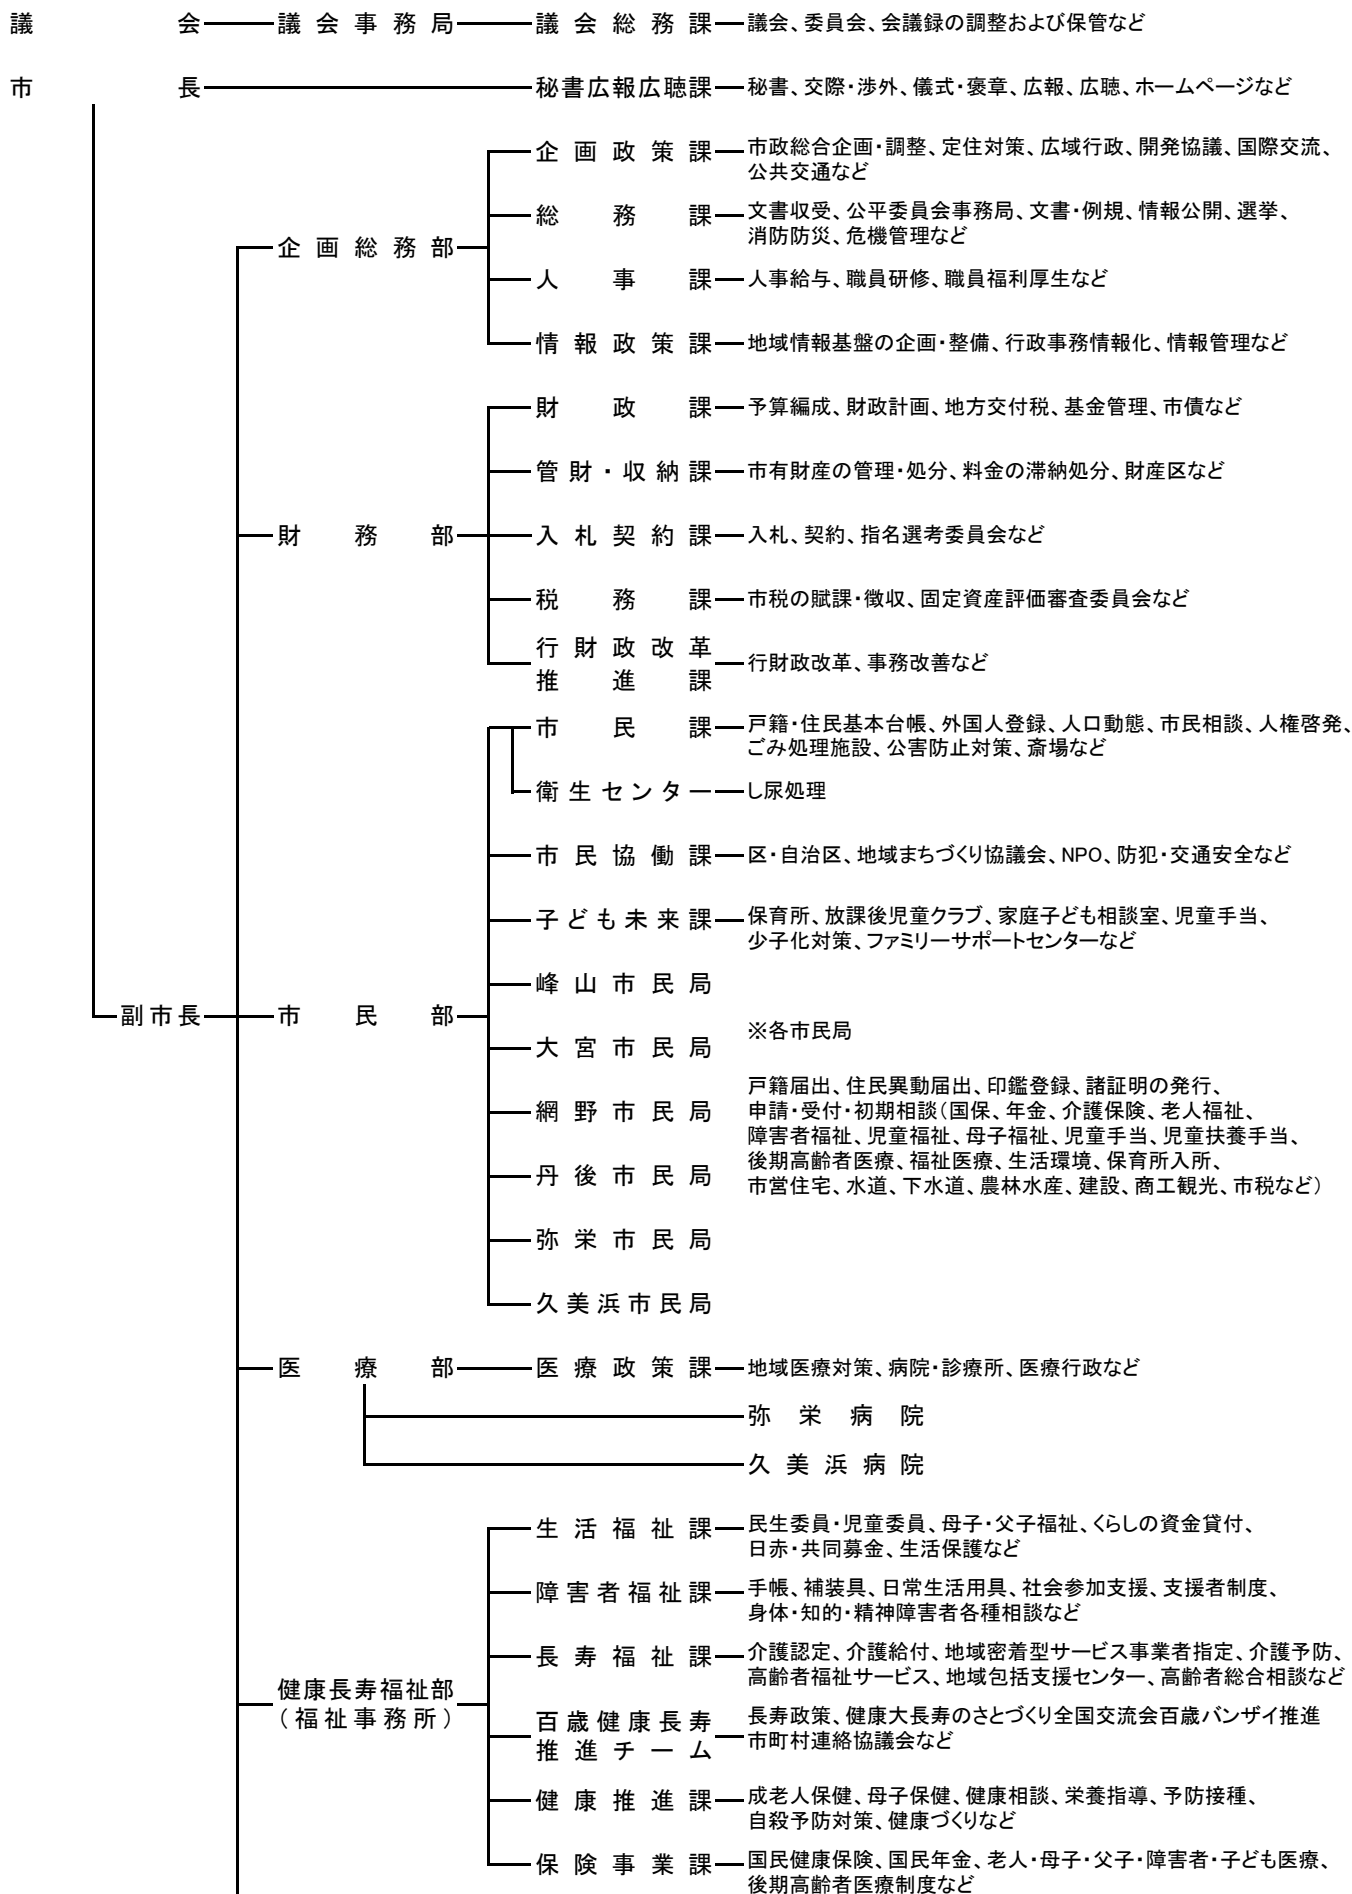 議会 議会事務局 議会総務課 議会、委員会、会議録の調整および保管など
市長 秘書広報広聴課 秘書、交際・渉外、儀式・褒章、広報、広聴、ホームページなど
企画政策課 市政総合企画・調整、定住対策、広域行政、開発協議、国際交流、
公共交通など
総務課 文書収受、公平委員会事務局、文書・例規、情報公開、選挙、
消防防災、危機管理など
企画総務部
人事課 人事給与、職員研修、職員福利厚生など
情報政策課 地域情報基盤の企画・整備、行政事務情報化、情報管理など
財政課 予算編成、財政計画、地方交付税、基金管理、市債など
管財・収納課 市有財産の管理・処分、料金の滞納処分、財産区など
財務部 入札契約課 入札、契約、指名選考委員会など
税務課 市税の賦課・徴収、固定資産評価審査委員会など
行財政改革
推進課 行財政改革、事務改善など
市民課 戸籍・住民基本台帳、外国人登録、人口動態、市民相談、人権啓発、
ごみ処理施設、公害防止対策、斎場など
衛生センター し尿処理
市民協働課 区・自治区、地域まちづくり協議会、NPO、防犯・交通安全など
子ども未来課 保育所、放課後児童クラブ、家庭子ども相談室、児童手当、
少子化対策、ファミリーサポートセンターなど
峰山市民局
副市長 市民部
※各市民局
大宮市民局
戸籍届出、住民異動届出、印鑑登録、諸証明の発行、
網野市民局 申請・受付・初期相談(国保、年金、介護保険、老人福祉、
障害者福祉、児童福祉、母子福祉、児童手当、児童扶養手当、
後期高齢者医療、福祉医療、生活環境、保育所入所、
丹後市民局 市営住宅、水道、下水道、農林水産、建設、商工観光、市税など)
弥栄市民局
久美浜市民局
医療部 医療政策課 地域医療対策、病院・診療所、医療行政など
弥栄病院
久美浜病院
生活福祉課 民生委員・児童委員、母子・父子福祉、くらしの資金貸付、
日赤・共同募金、生活保護など
障害者福祉課 手帳、補装具、日常生活用具、社会参加支援、支援者制度、
身体・知的・精神障害者各種相談など
長寿福祉課 介護認定、介護給付、地域密着型サービス事業者指定、介護予防、
高齢者福祉サービス、地域包括支援センター、高齢者総合相談など
健康長寿福祉部
(福祉事務所)
百歳健康長寿
推進チーム
長寿政策、健康大長寿のさとづくり全国交流会百歳バンザイ推進
市町村連絡協議会など
健康推進課 成老人保健、母子保健、健康相談、栄養指導、予防接種、
自殺予防対策、健康づくりなど
保険事業課 国民健康保険、国民年金、老人・母子・父子・障害者・子ども医療、
後期高齢者医療制度など